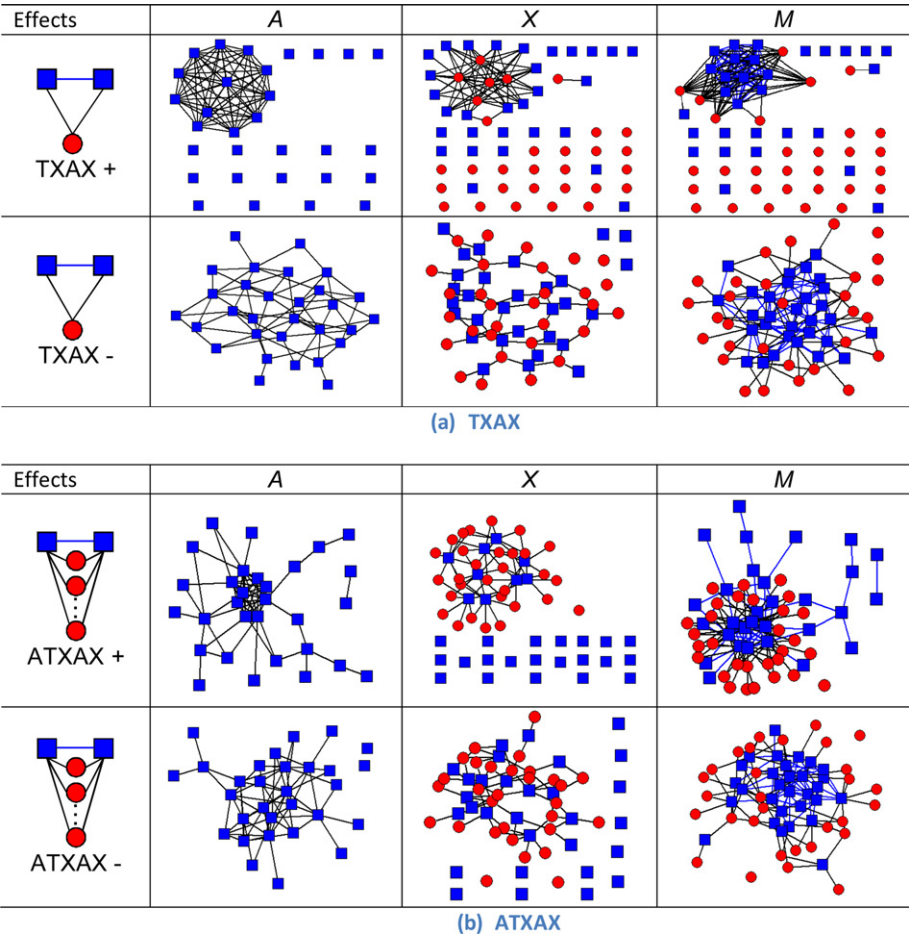 Effects A X M
TXAX +
TXAX -
(a) TXAX
Effects A X M
ATXAX +
ATXAX -
(b) ATXAX